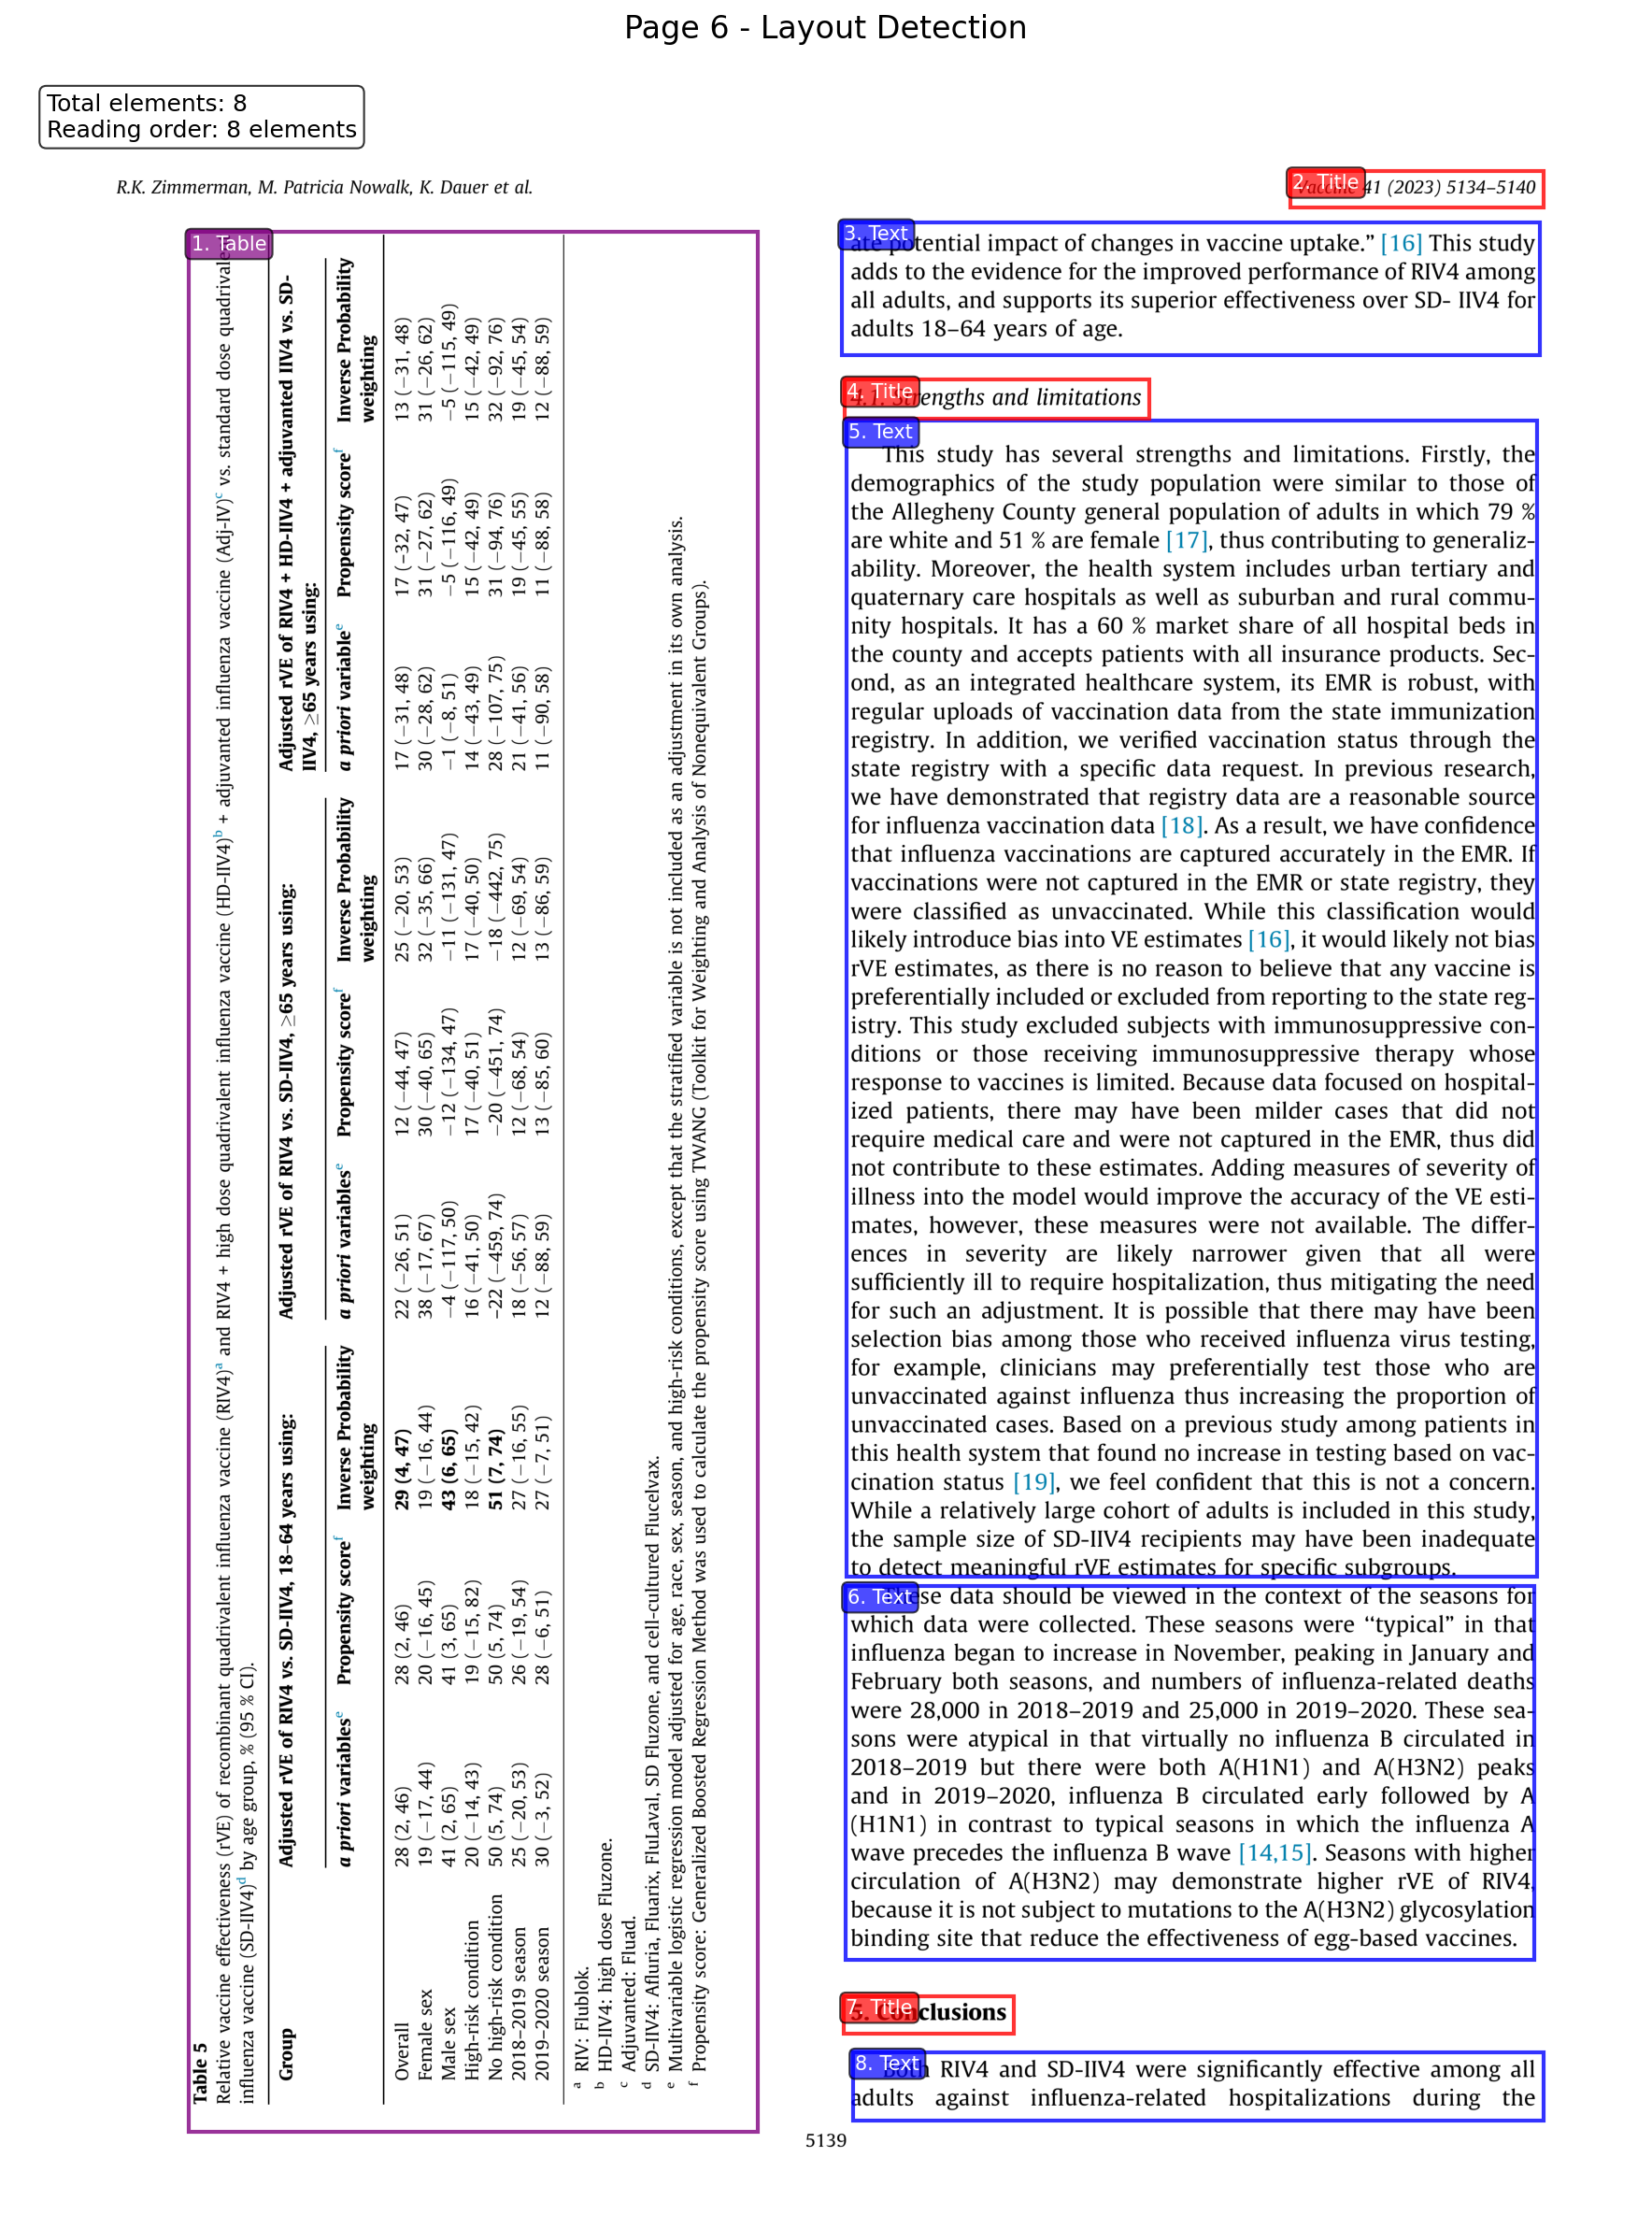 Page 6 - Layout Detection
Total elements: 8
Reading order: 8 elements
R.K. Zimmerman, M. Patricia Nowalk, K. Dauer et al.
2. Title
41 (2023) 5134–5140
1. Table
Table 5
Relative vaccine effectiveness (rVE) of recombinant quadrivalent influenza vaccine (RIV4)a and RIV4 + high dose quadrivalent influenza vaccine (HD-IIV4)b + adjuvanted influenza vaccine (Adj-IV)c vs. standard dose
influenza vaccine (SD-IIV4)d by age group, % (95 % CI).
Group Adjusted rVE of RIV4 vs. SD-IIV4, 18–64 years using: Adjusted rVE of RIV4 vs. SD-IIV4, ≥65 years using: Adjusted rVE of RIV4 + HD-IIV4 + adjuvanted IIV4 vs. SD-
IIV4, ≥65 years using:
a priori variablese Propensity scoref Inverse Probability a priori variablese Propensity scoref Inverse Probability a priori variablee Propensity scoref Inverse Probability
weighting weighting weighting
Overall 28 (2, 46) 28 (2, 46) 29 (4, 47) 22 (−26, 51) 12 (−44, 47) 25 (−20, 53) 17 (−31, 48) 17 (-32, 47) 13 (−31, 48)
Female sex 19 (−17, 44) 20 (−16, 45) 19 (−16, 44) 38 (−17, 67) 30 (−40, 65) 32 (−35, 66) 30 (−28, 62) 31 (−27, 62) 31 (−26, 62)
Male sex 41 (2, 65) 41 (3, 65) 43 (6, 65) −4 (−117, 50) −12 (−134, 47) −11 (−131, 47) −1 (−8, 51) −5 (−116, 49) −5 (−115, 49)
High-risk condition 20 (−14, 43) 19 (−15, 82) 18 (−15, 42) 16 (−41, 50) 17 (−40, 51) 17 (−40, 50) 14 (−43, 49) 15 (−42, 49) 15 (−42, 49)
No high-risk condition 50 (5, 74) 50 (5, 74) 51 (7, 74) −22 (−459, 74) −20 (−451, 74) −18 (−442, 75) 28 (−107, 75) 31 (−94, 76) 32 (−92, 76)
2018–2019 season 25 (−20, 53) 26 (−19, 54) 27 (−16, 55) 18 (−56, 57) 12 (−68, 54) 12 (−69, 54) 21 (−41, 56) 19 (−45, 55) 19 (−45, 54)
2019–2020 season 30 (−3, 52) 28 (−6, 51) 27 (−7, 51) 12 (−88, 59) 13 (−85, 60) 13 (−86, 59) 11 (−90, 58) 11 (−88, 58) 12 (−88, 59)
a RIV: Flublok.
b HD-IIV4: high dose Fluzone.
c Adjuvanted: Fluad.
d SD-IIV4: Afluria, Fluarix, FluLaval, SD Fluzone, and cell-cultured Flucelvax.
e Multivariable logistic regression model adjusted for age, race, sex, season, and high-risk conditions, except that the stratified variable is not included as an adjustment in its own analysis.
f Propensity score: Generalized Boosted Regression Method was used to calculate the propensity score using TWANG (Toolkit for Weighting and Analysis of Nonequivalent Groups).
3. Text
ate potential impact of changes in vaccine uptake.” [16] This study
adds to the evidence for the improved performance of RIV4 among
all adults, and supports its superior effectiveness over SD- IIV4 for
adults 18–64 years of age.
4. Title
4.1. Strengths and limitations
5. Text
This study has several strengths and limitations. Firstly, the
demographics of the study population were similar to those of
the Allegheny County general population of adults in which 79 %
are white and 51 % are female [17], thus contributing to generaliz-
ability. Moreover, the health system includes urban tertiary and
quaternary care hospitals as well as suburban and rural commu-
nity hospitals. It has a 60 % market share of all hospital beds in
the county and accepts patients with all insurance products. Sec-
ond, as an integrated healthcare system, its EMR is robust, with
regular uploads of vaccination data from the state immunization
registry. In addition, we verified vaccination status through the
state registry with a specific data request. In previous research,
we have demonstrated that registry data are a reasonable source
for influenza vaccination data [18]. As a result, we have confidence
that influenza vaccinations are captured accurately in the EMR. If
vaccinations were not captured in the EMR or state registry, they
were classified as unvaccinated. While this classification would
likely introduce bias into VE estimates [16], it would likely not bias
rVE estimates, as there is no reason to believe that any vaccine is
preferentially included or excluded from reporting to the state reg-
istry. This study excluded subjects with immunosuppressive con-
ditions or those receiving immunosuppressive therapy whose
response to vaccines is limited. Because data focused on hospital-
ized patients, there may have been milder cases that did not
require medical care and were not captured in the EMR, thus did
not contribute to these estimates. Adding measures of severity of
illness into the model would improve the accuracy of the VE esti-
mates, however, these measures were not available. The differ-
ences in severity are likely narrower given that all were
sufficiently ill to require hospitalization, thus mitigating the need
for such an adjustment. It is possible that there may have been
selection bias among those who received influenza virus testing,
for example, clinicians may preferentially test those who are
unvaccinated against influenza thus increasing the proportion of
unvaccinated cases. Based on a previous study among patients in
this health system that found no increase in testing based on vac-
cination status [19], we feel confident that this is not a concern.
While a relatively large cohort of adults is included in this study,
the sample size of SD-IIV4 recipients may have been inadequate
to detect meaningful rVE estimates for specific subgroups.
6. Text
These data should be viewed in the context of the seasons for
which data were collected. These seasons were “typical” in that
influenza began to increase in November, peaking in January and
February both seasons, and numbers of influenza-related deaths
were 28,000 in 2018–2019 and 25,000 in 2019–2020. These sea-
sons were atypical in that virtually no influenza B circulated in
2018–2019 but there were both A(H1N1) and A(H3N2) peaks
and in 2019–2020, influenza B circulated early followed by A
(H1N1) in contrast to typical seasons in which the influenza A
wave precedes the influenza B wave [14,15]. Seasons with higher
circulation of A(H3N2) may demonstrate higher rVE of RIV4,
because it is not subject to mutations to the A(H3N2) glycosylation
binding site that reduce the effectiveness of egg-based vaccines.
7. Title
5. Conclusions
8. Text
Both RIV4 and SD-IIV4 were significantly effective among all
adults against influenza-related hospitalizations during the
5139